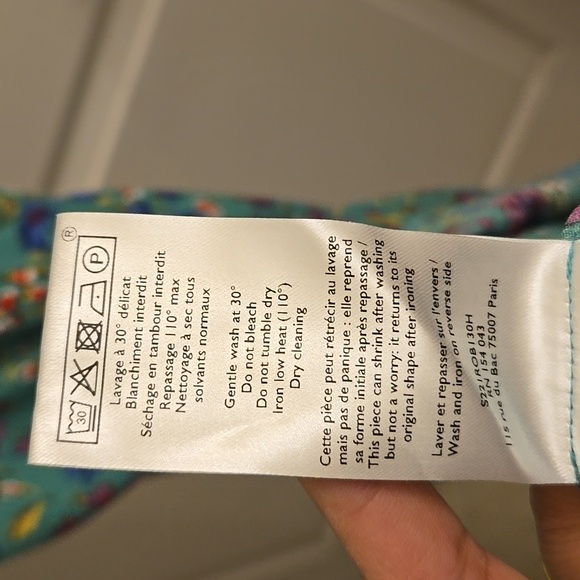 ®
30
P
Lavage à 30° délicat
Blanchiment interdit
Séchage en tambour interdit
Repassage 110° max
Nettoyage à sec tous
solvants normaux
Gentle wash at 30°
Do not bleach
Do not tumble dry
Iron low heat (110°)
Dry cleaning
Cette pièce peut rétrécir au lavage
mais pas de panique : elle reprend
sa forme initiale après repassage /
This piece can shrink after washing
but not a worry: it returns to its
original shape after ironing
Laver et repasser sur l'envers /
Wash and iron on reverse side
S221ROB130H
RN 154 043
115 rue du Bac 75007 Paris